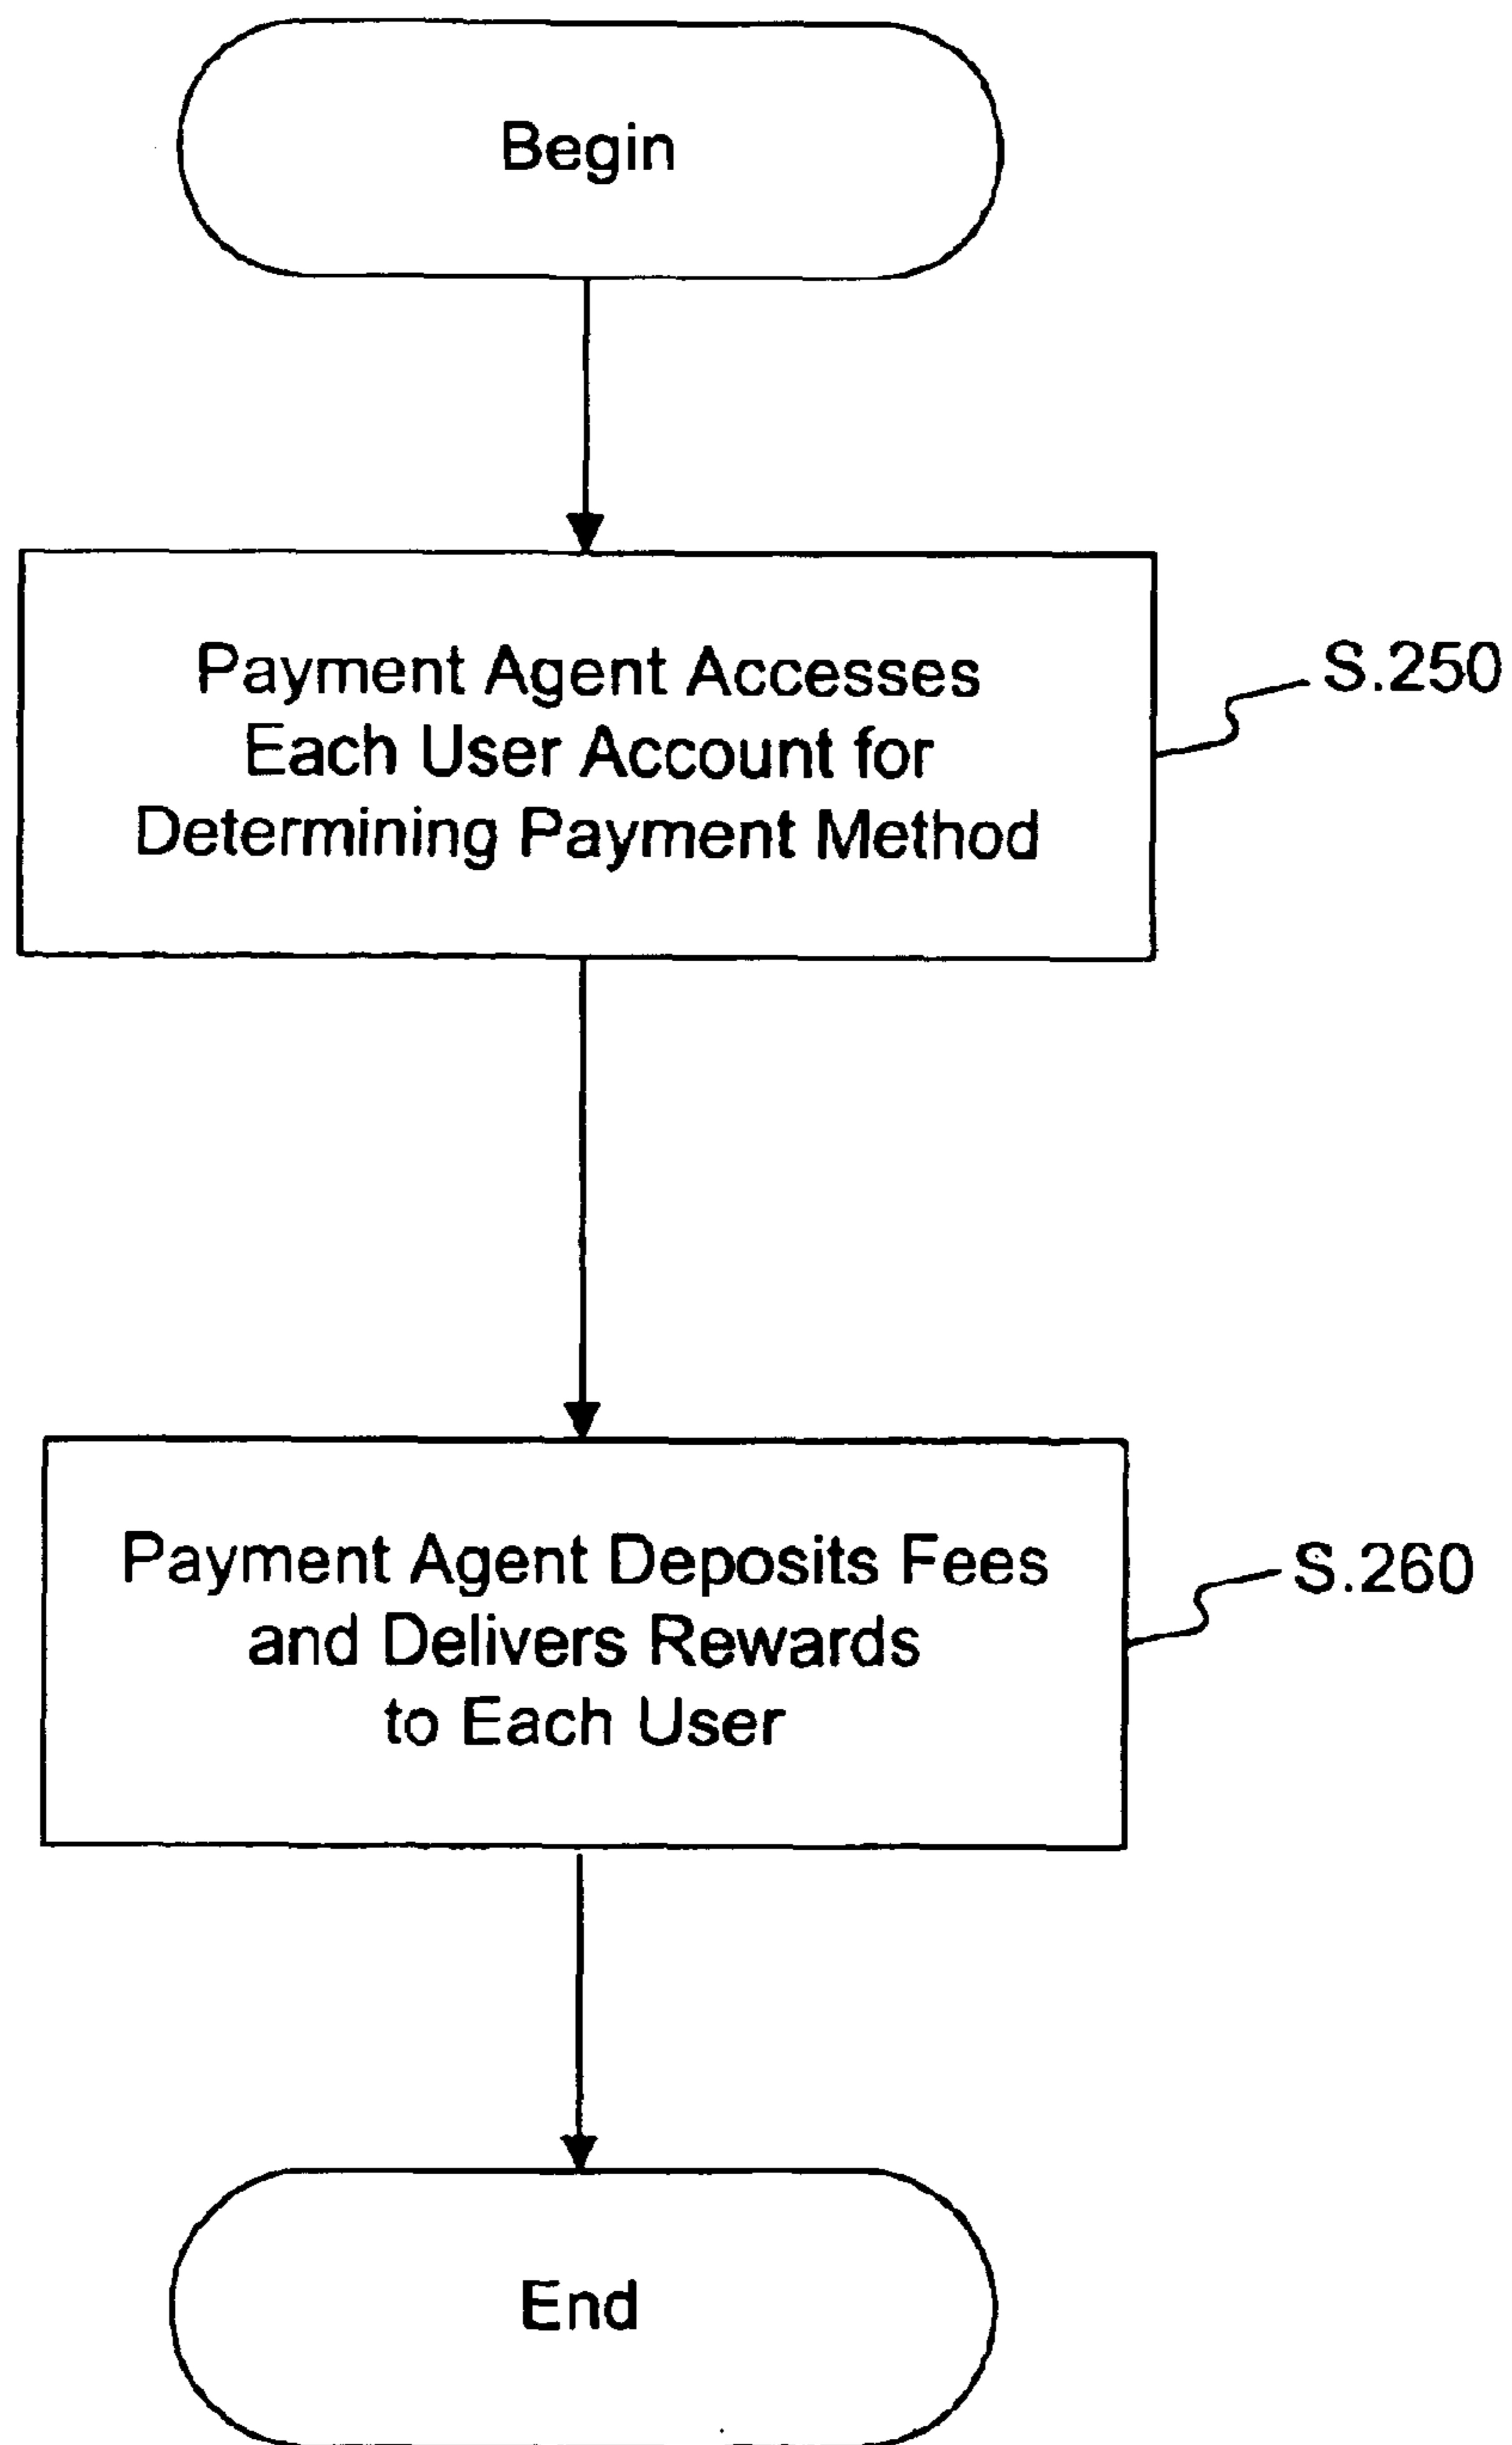 Begin
Payment Agent Accesses
Each User Account for
Determining Payment Method
S.250
Payment Agent Deposits Fees
and Delivers Rewards
to Each User
S.260
End